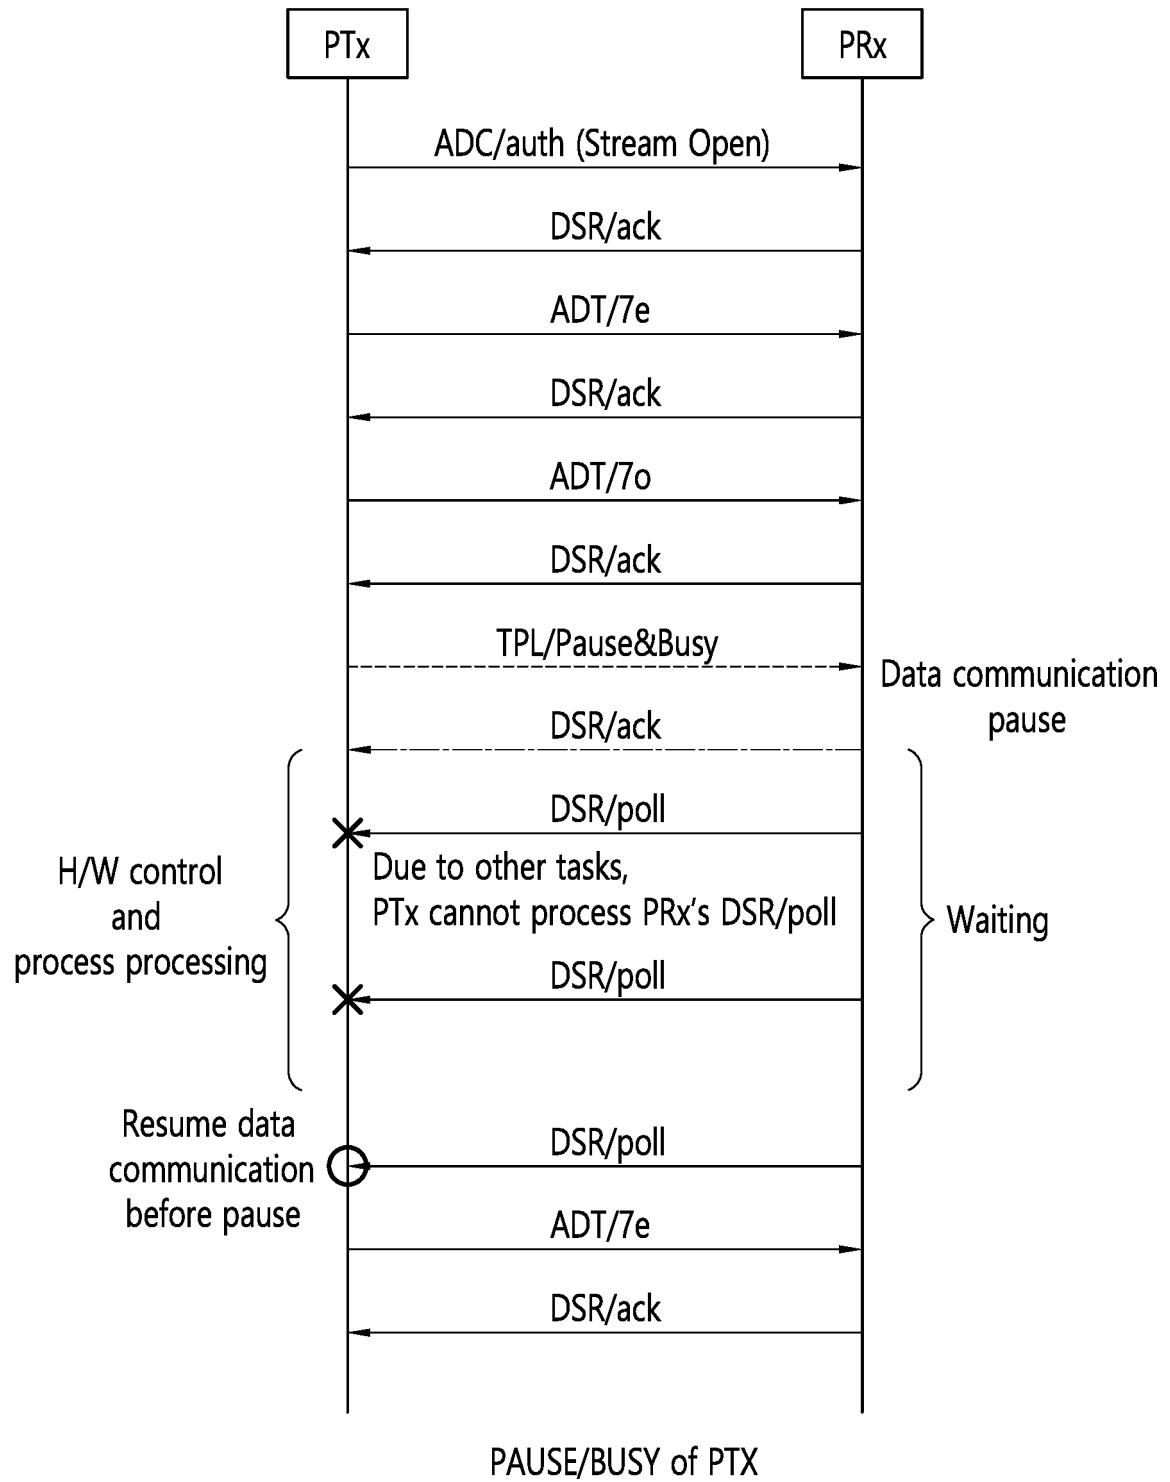 PTx
PRx
ADC/auth (Stream Open)
DSR/ack
ADT/7e
DSR/ack
ADT/7o
DSR/ack
TPL/Pause&Busy
Data communication
pause
DSR/ack
DSR/poll
Due to other tasks,
PTx cannot process PRx's DSR/poll
H/W control
and
process processing
Waiting
DSR/poll
Resume data
communication
before pause
DSR/poll
ADT/7e
DSR/ack
PAUSE/BUSY of PTX